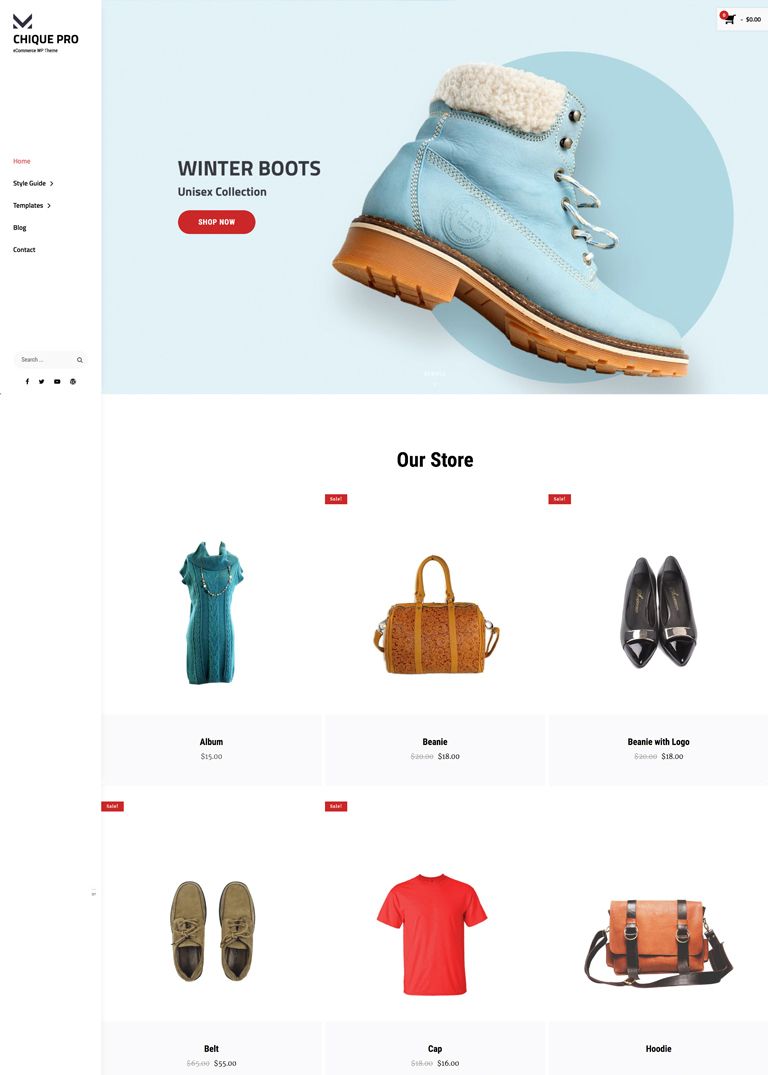 CHIQUE PRO
eCommerce WP Theme
Home
Style Guide
Templates
Blog
Contact
Search ...
0
- $0.00
WINTER BOOTS
Unisex Collection
SHOP NOW
SCROLL
Our Store
Sale!
Sale!
Album
$15.00
Beanie
$20.00 $18.00
Beanie with Logo
$20.00 $18.00
Sale!
Sale!
Belt
$65.00 $55.00
Cap
$18.00 $16.00
Hoodie